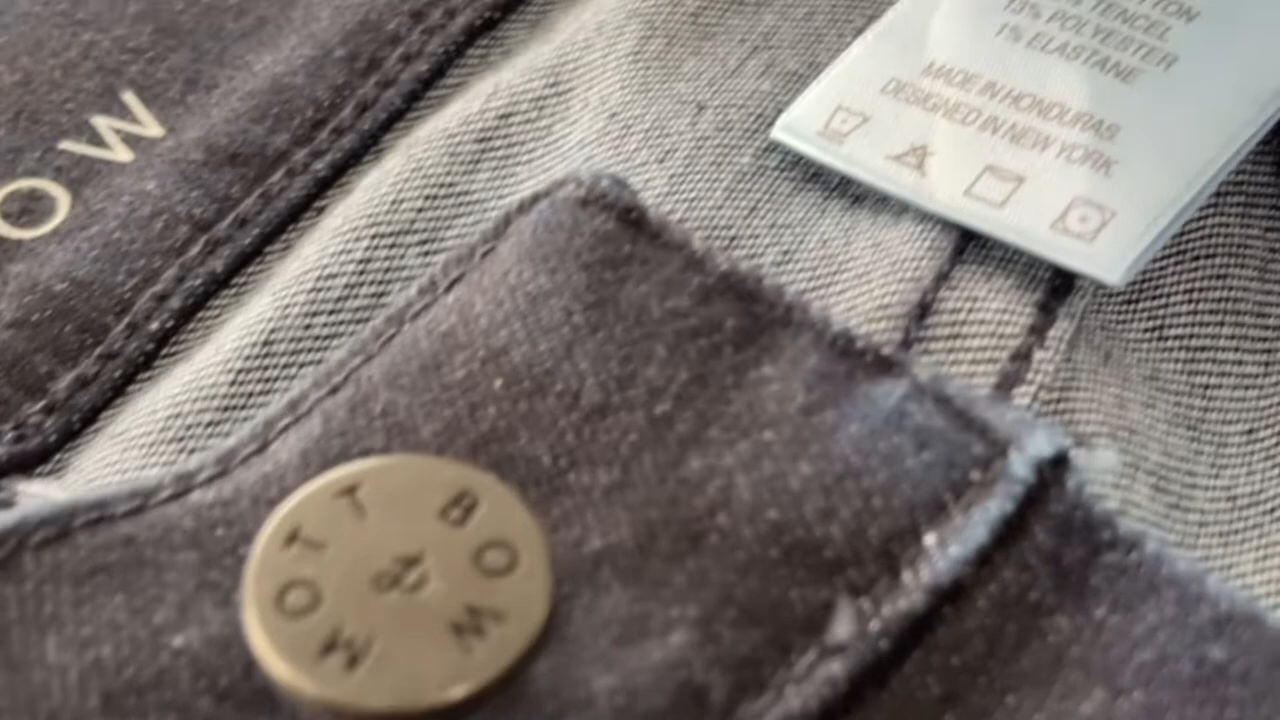 OW
TENCEL
13% POLYESTER
1% ELASTANE
MADE IN HONDURAS
DESIGNED IN NEW YORK
MOTT & BOW